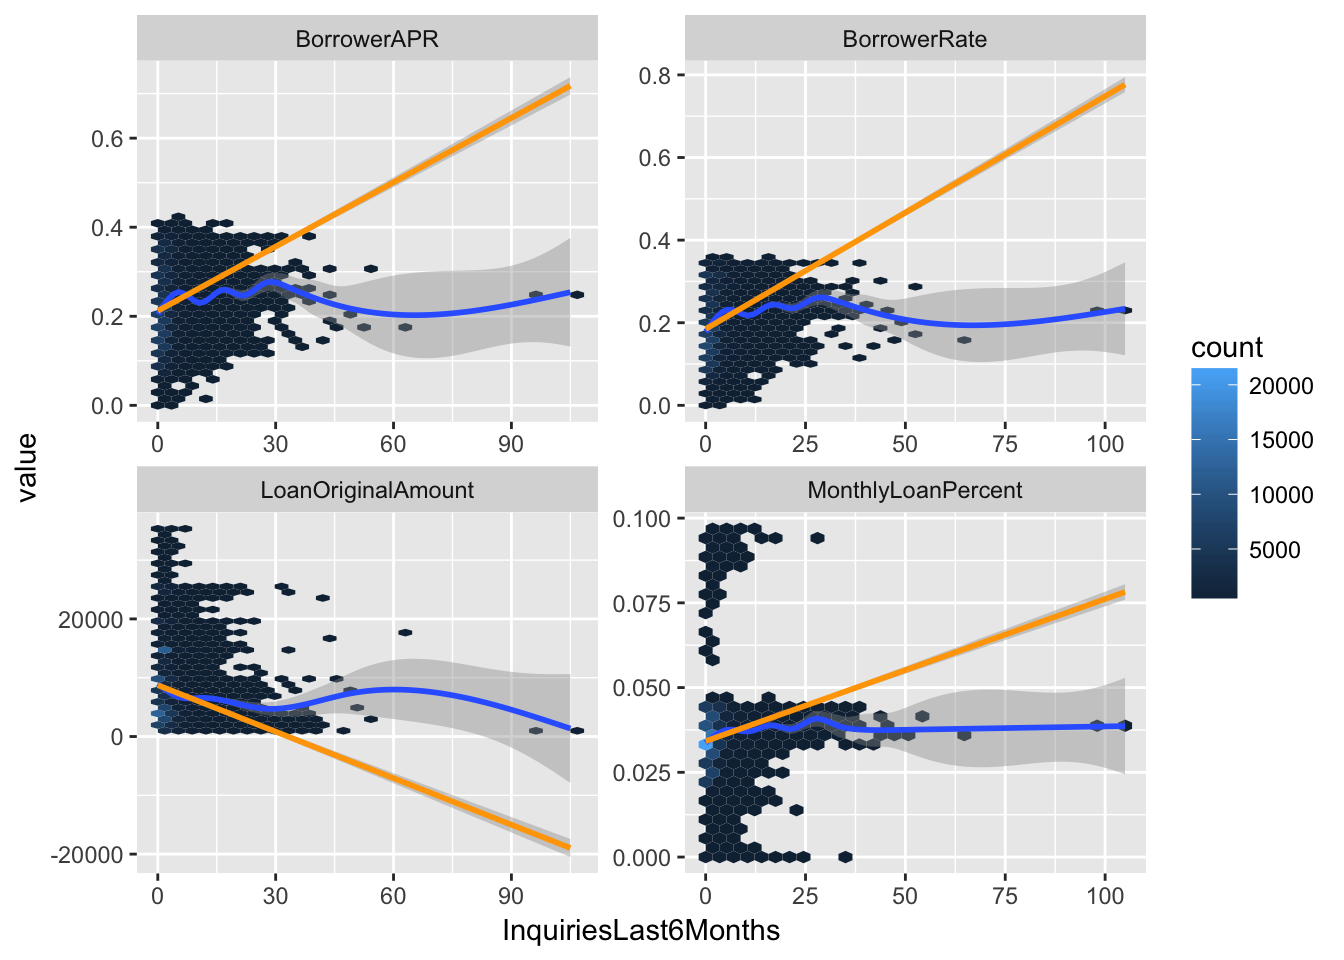 BorrowerAPR
BorrowerRate
0.6
0.4
0.2
0.0
0.8
0.6
0.4
0.2
0.0
0 30 60 90
0 25 50 75 100
LoanOriginalAmount
MonthlyLoanPercent
20000
0
-20000
0.100
0.075
0.050
0.025
0.000
0 30 60 90
0 25 50 75 100
InquiriesLast6Months
value
count
20000
15000
10000
5000